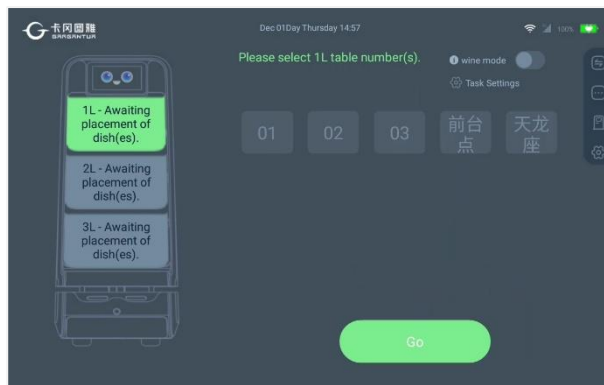 卡冈图雅
GARGANTUA
Dec 01Day Thursday 14:57
100%
Please select 1L table number(s).
wine mode
Task Settings
1L - Awaiting
placement of
dish(es).
2L - Awaiting
placement of
dish(es).
3L - Awaiting
placement of
dish(es).
01
02
03
前台
点
天龙
座
Go